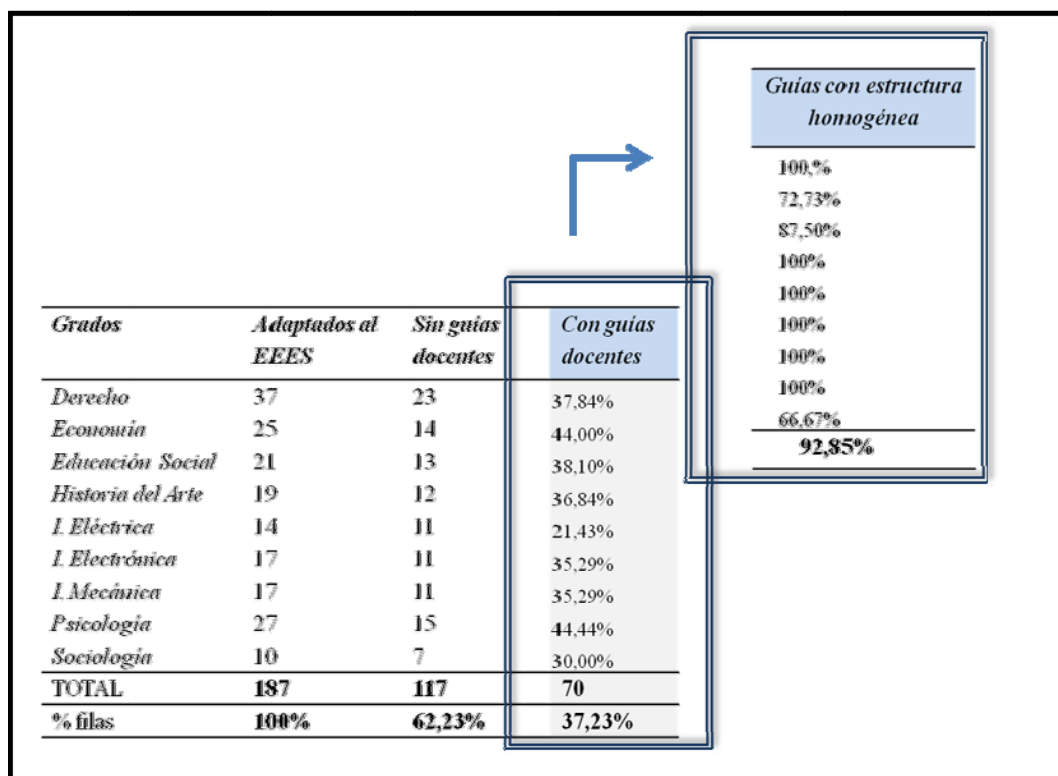 Guías con estructura
homogénea
100,%
72,73%
87,50%
100%
100%
100%
100%
100%
66,67%
92,85%
Grados Adaptados al Sin guías Con guías
EEES docentes docentes
Derecho 37 23 37,84%
Economía 25 14 44,00%
Educación Social 21 13 38,10%
Historia del Arte 19 12 36,84%
I. Eléctrica 14 11 21,43%
I. Electrónica 17 11 35,29%
I. Mecánica 17 11 35,29%
Psicología 27 15 44,44%
Sociología 10 7 30,00%
TOTAL 187 117 70
% filas 100% 62,23% 37,23%